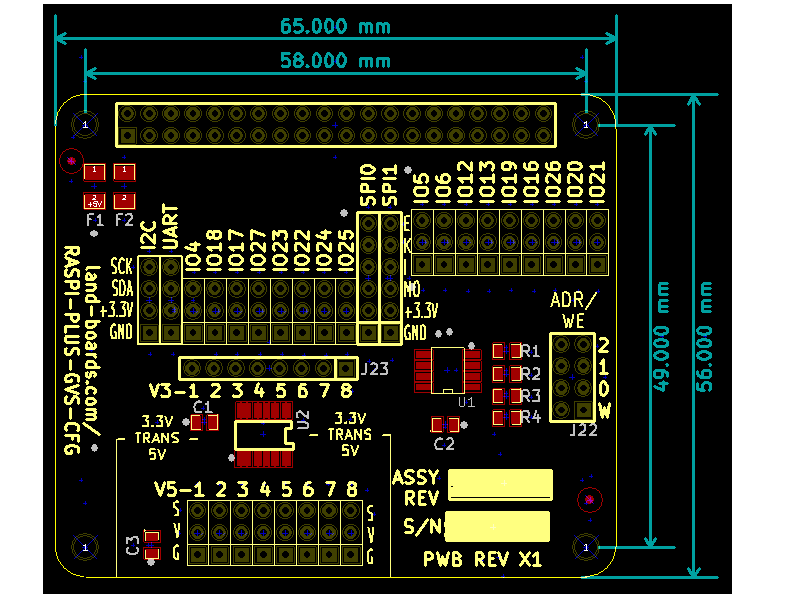 65.000 mm
58.000 mm
1
1
1
1
2
+5V
2
F1
F2
I2C
UART
IO4
IO18
IO17
IO27
IO23
IO22
IO24
IO25
SPI0
SPI1
IO5
IO6
IO12
IO13
IO19
IO16
IO26
IO20
IO21
SCK
SDA
+3.3V
GND
+3.3V
GND
RASPI-PLUS-GVS-CFG
land-boards.com/
ADR/
WE
2
1
0
W
J22
J23
V3-1 2 3 4 5 6 7 8
R1
R2
R3
R4
U1
C1
U2
C2
3.3V
TRANS
5V
3.3V
TRANS
5V
V5-1 2 3 4 5 6 7 8
S
V
G
S
V
G
C3
ASSY
REV
S/N
PWB REV X1
1
1
49.000 mm
56.000 mm